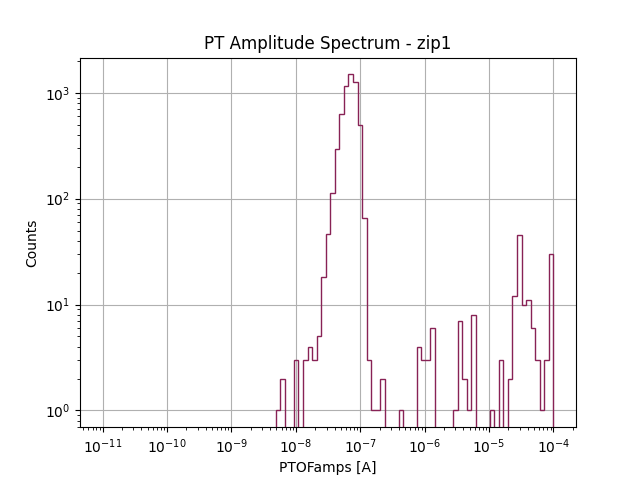 PT Amplitude Spectrum - zip1
Counts
10³
10²
10¹
10⁰
10⁻¹¹ 10⁻¹⁰ 10⁻⁹ 10⁻⁸ 10⁻⁷ 10⁻⁶ 10⁻⁵ 10⁻⁴
PTOFamps [A]